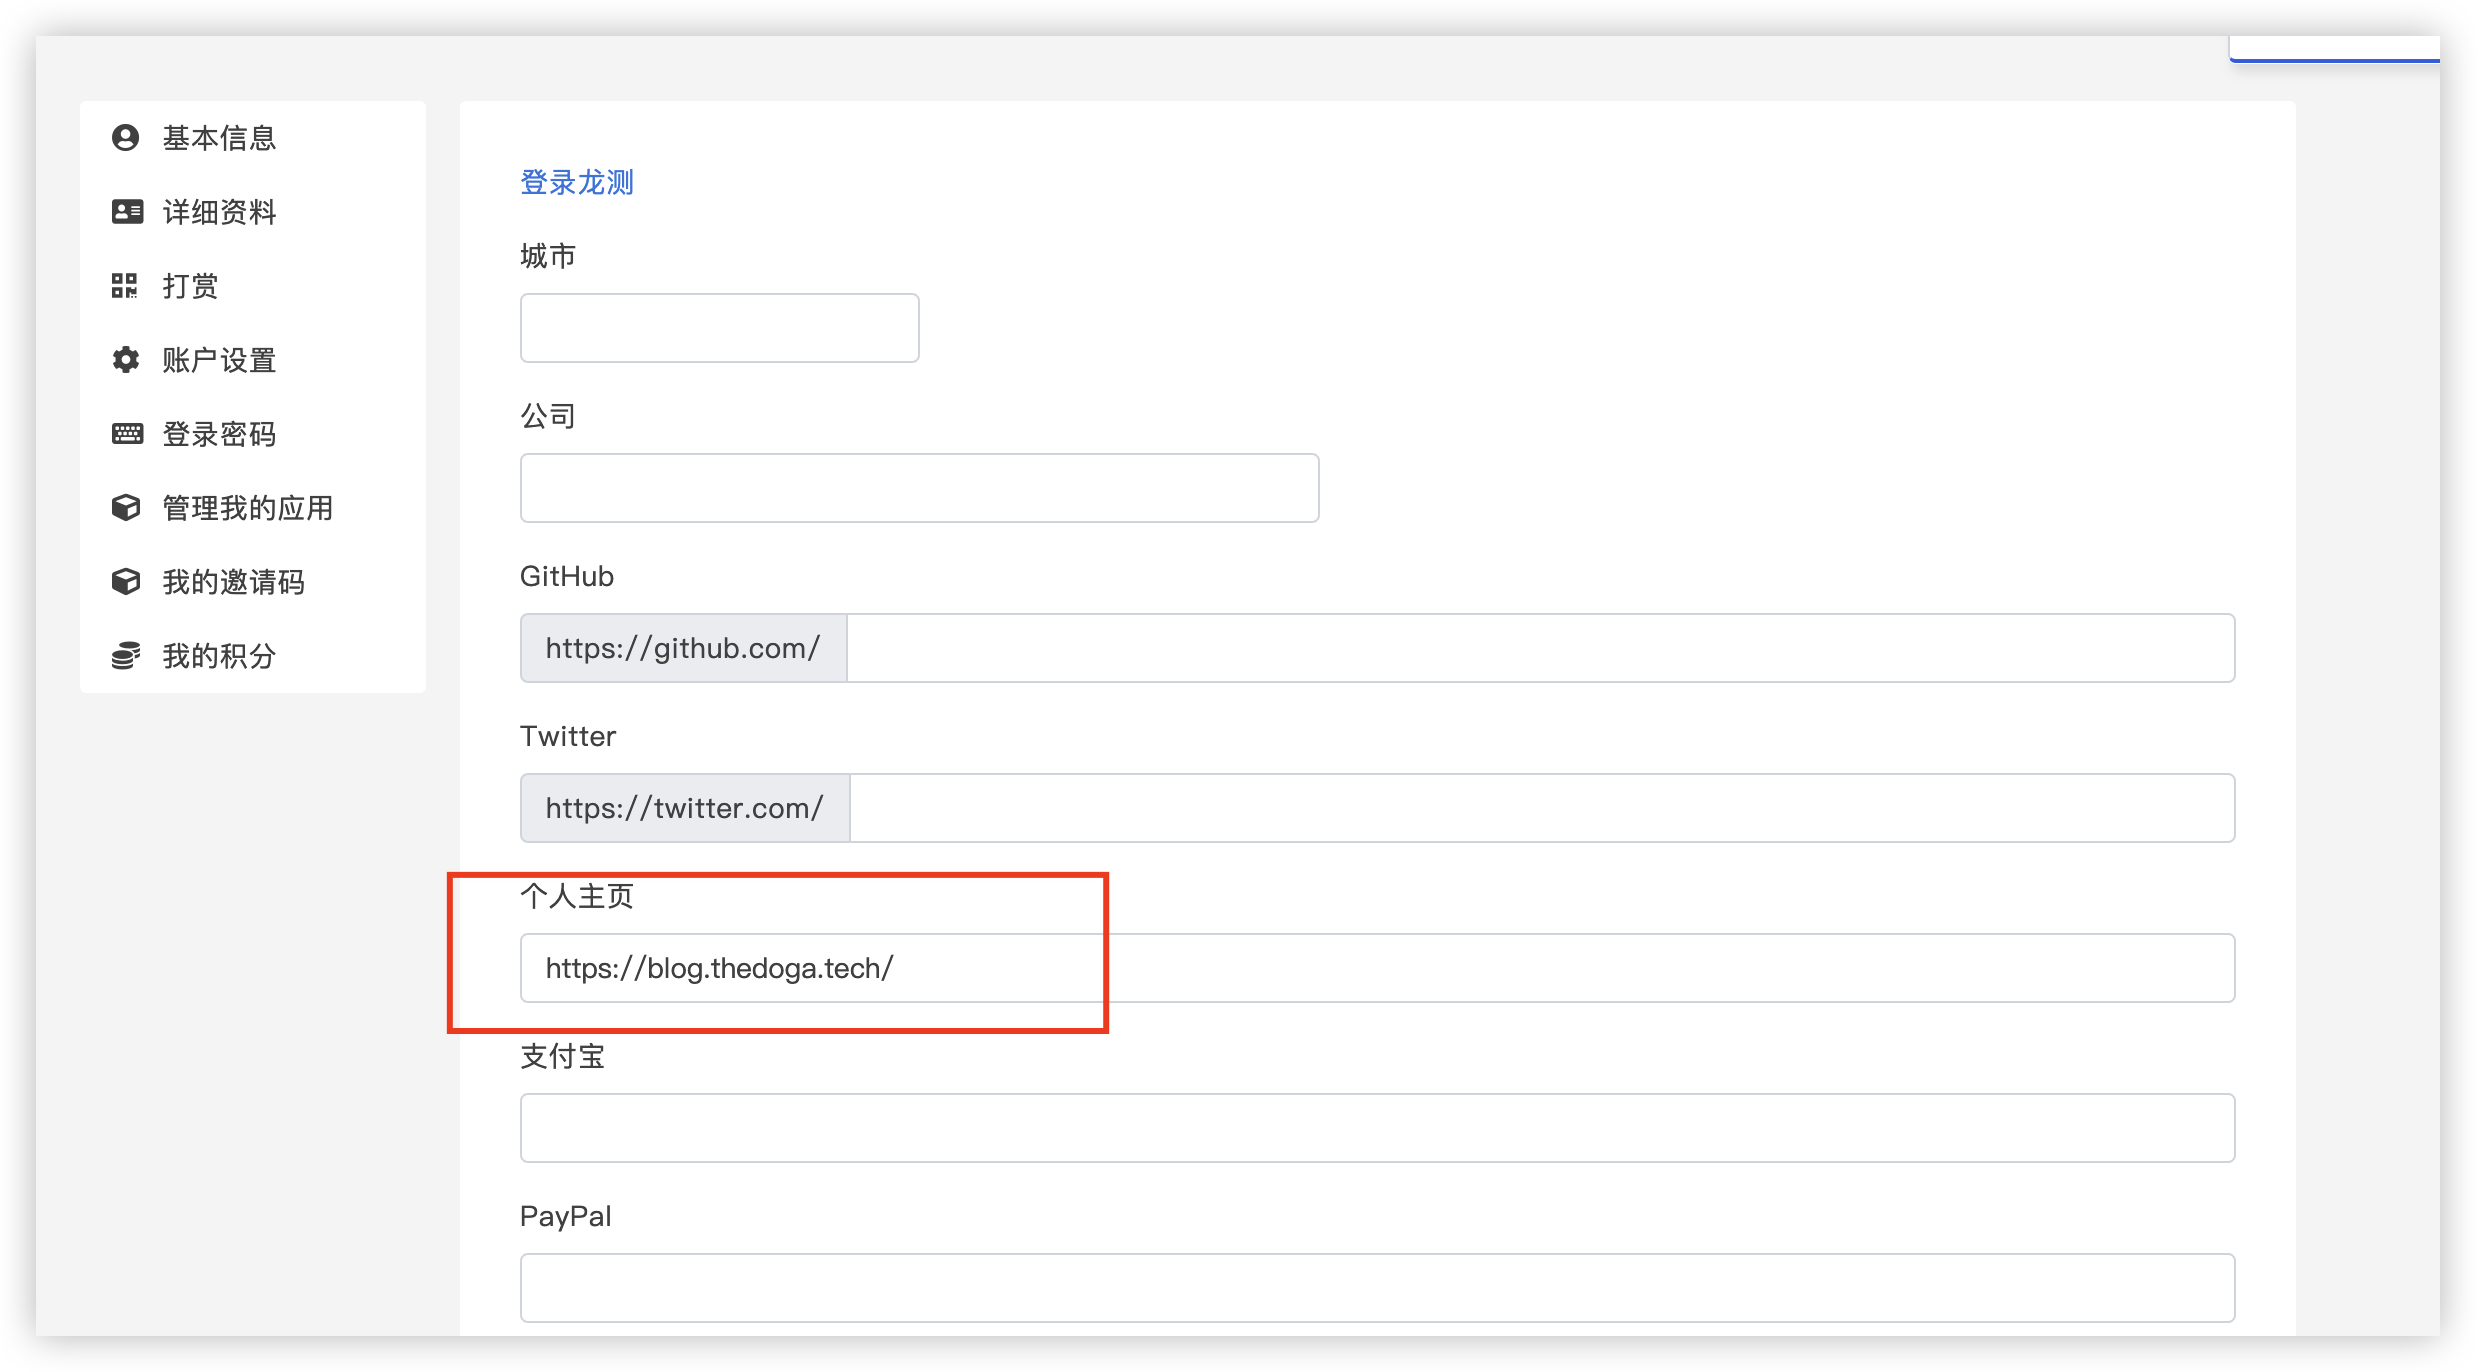 基本信息
详细资料
打赏
账户设置
登录密码
管理我的应用
我的邀请码
我的积分
登录龙测
城市
公司
GitHub
https://github.com/
Twitter
https://twitter.com/
个人主页
https://blog.thedoga.tech/
支付宝
PayPal